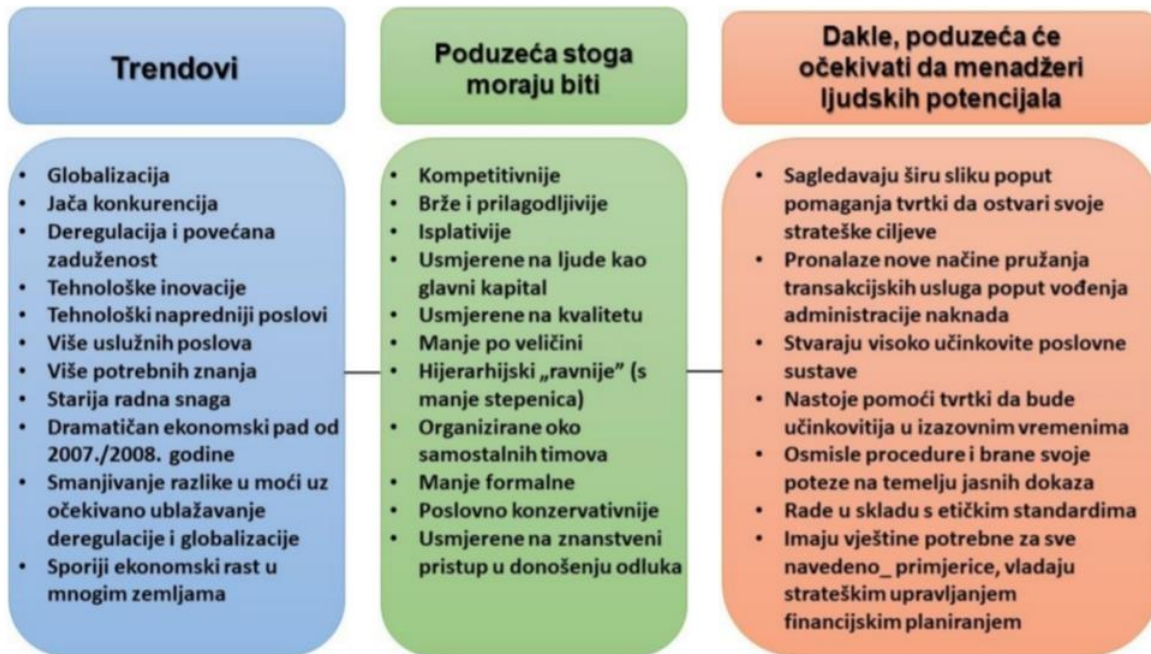 Trendovi
• Globalizacija
• Jača konkurencija
• Deregulacija i povećana
zaduženost
• Tehnološke inovacije
• Tehnološki napredniji poslovi
• Više uslužnih poslova
• Više potrebnih znanja
• Starija radna snaga
• Dramatičan ekonomski pad od
2007./2008. godine
• Smanjivanje razlike u moći uz
očekivano ublažavanje
deregulacije i globalizacije
• Sporiji ekonomski rast u
mnogim zemljama
Poduzeća stoga
moraju biti
• Kompetitivnije
• Brže i prilagodljivije
• Isplativije
• Usmjerene na ljude kao
glavni kapital
• Usmjerene na kvalitetu
• Manje po veličini
• Hijerarhijski „ravnije” (s
manje stepenica)
• Organizirane oko
samostalnih timova
• Manje formalne
• Poslovno konzervativnije
• Usmjerene na znanstveni
pristup u donošenju odluka
Dakle, poduzeća će
očekivati da menadžeri
ljudskih potencijala
• Sagledavaju širu sliku poput
pomaganja tvrtki da ostvari svoje
strateške ciljeve
• Pronalaze nove načine pružanja
transakcijskih usluga poput vođenja
administracije naknada
• Stvaraju visoko učinkovite poslovne
sustave
• Nastoje pomoći tvrtki da bude
učinkovitija u izazovnim vremenima
• Osmisle procedure i brane svoje
poteze na temelju jasnih dokaza
• Rade u skladu s etičkim standardima
• Imaju vještine potrebne za sve
navedeno_ primjerice, vladaju
strateškim upravljanjem
financijskim planiranjem